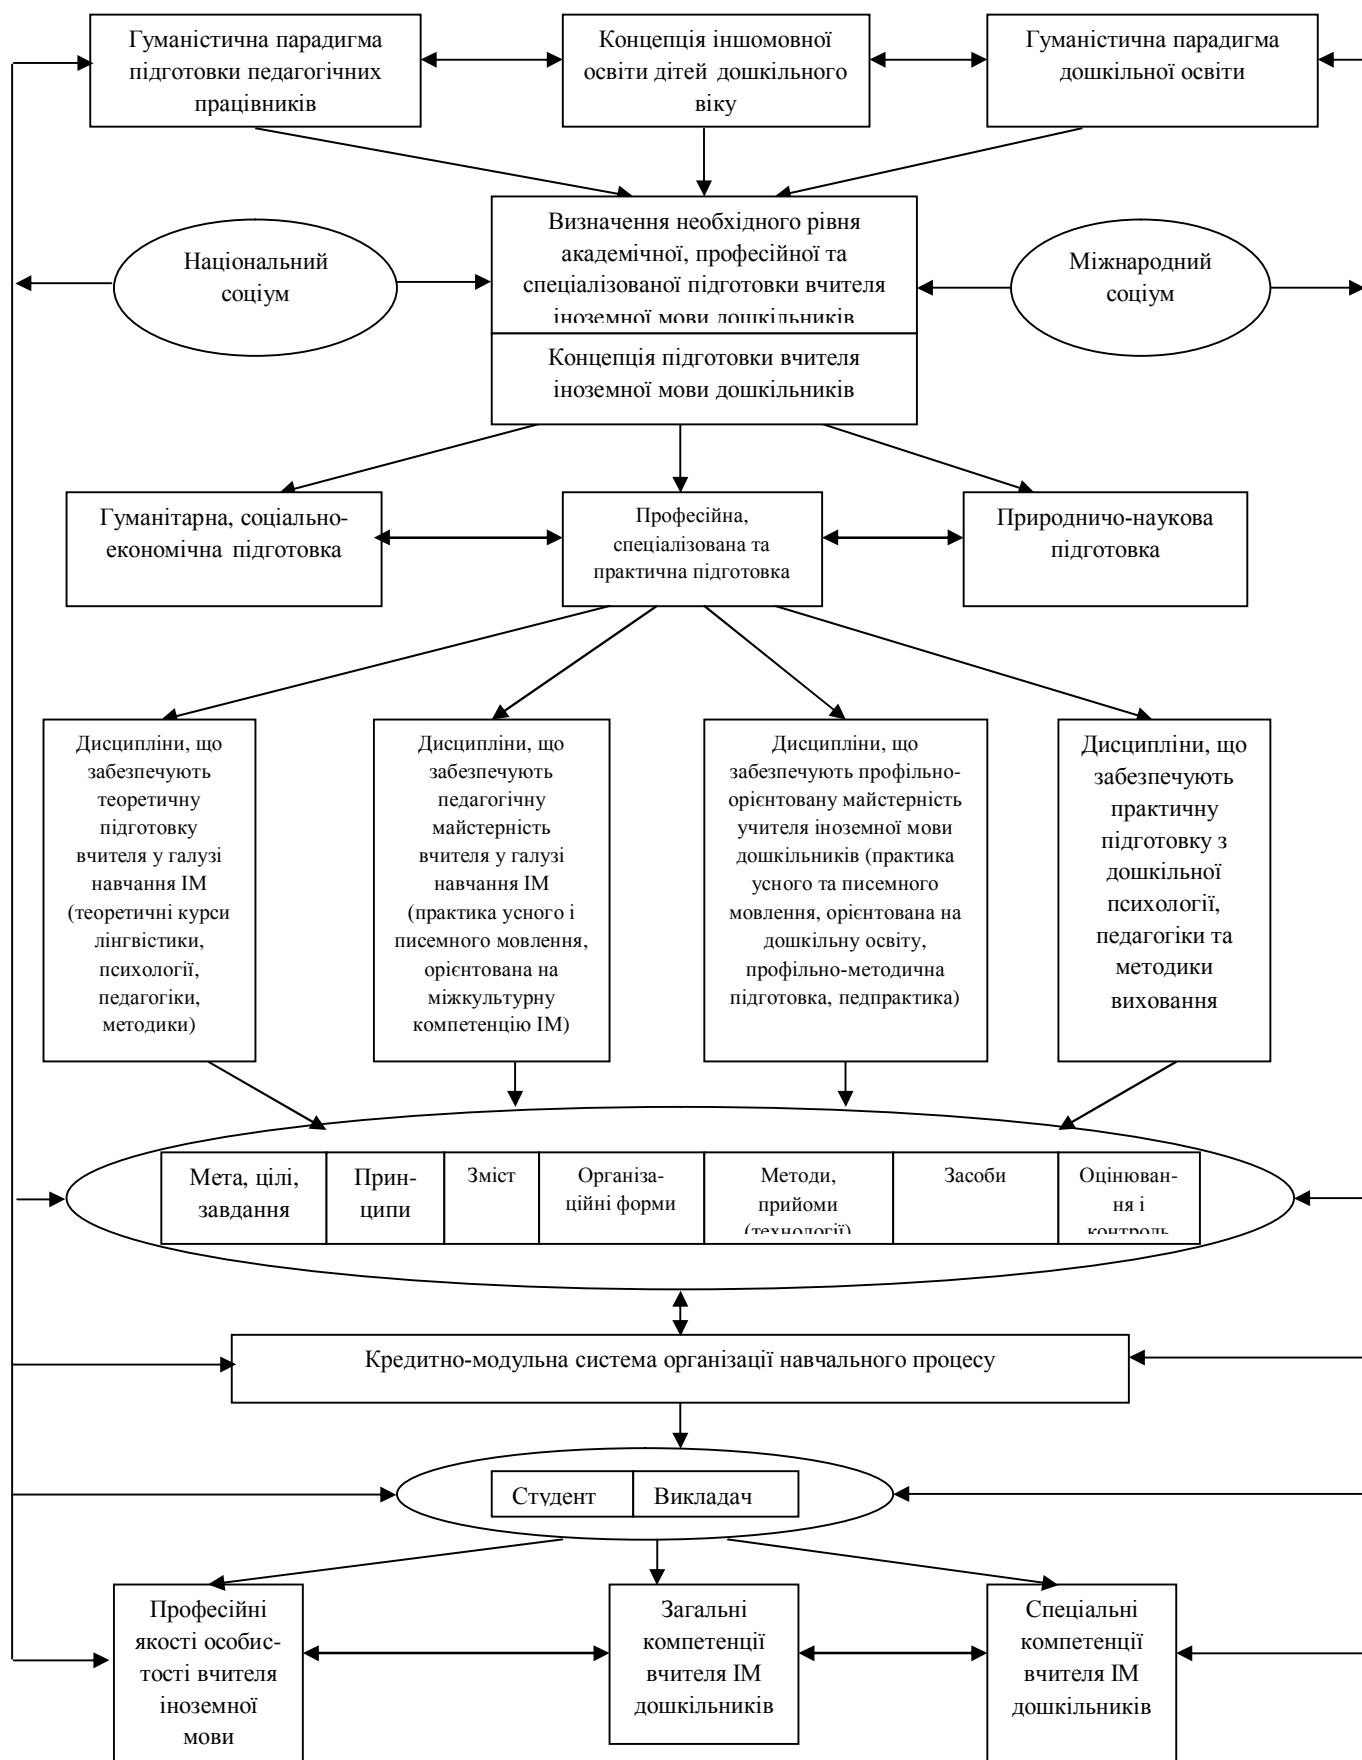 Гуманістична парадигма
підготовки педагогічних
працівників
Концепція іншомовної
освіти дітей дошкільного
віку
Гуманістична парадигма
дошкільної освіти
Визначення необхідного рівня
академічної, професійної та
спеціалізованої підготовки вчителя
іноземної мови дошкільників
Національний
соціум
Міжнародний
соціум
Концепція підготовки вчителя
іноземної мови дошкільників
Гуманітарна, соціально-
економічна підготовка
Професійна,
спеціалізована та
практична підготовка
Природничо-наукова
підготовка
Дисципліни, що
забезпечують
теоретичну
підготовку
вчителя у галузі
навчання ІМ
(теоретичні курси
лінгвістики,
психології,
педагогіки,
методики)
Дисципліни, що
забезпечують
педагогічну
майстерність
вчителя у галузі
навчання ІМ
(практика усного і
писемного мовлення,
орієнтована на
міжкультурну
компетенцію ІМ)
Дисципліни, що
забезпечують профільно-
орієнтовану майстерність
учителя іноземної мови
дошкільників (практика
усного та писемного
мовлення, орієнтована на
дошкільну освіту,
профільно-методична
підготовка, педпрактика)
Дисципліни, що
забезпечують
практичну
підготовку з
дошкільної
психології,
педагогіки та
методики
виховання
Мета, цілі,
завдання
Прин-
ципи
Зміст
Організа-
ційні форми
Методи,
прийоми
(технології)
Засоби
Оцінюван-
ня і
контроль
Кредитно-модульна система організації навчального процесу
Студент
Викладач
Професійні
якості особис-
тості вчителя
іноземної
мови
Загальні
компетенції
вчителя ІМ
дошкільників
Спеціальні
компетенції
вчителя ІМ
дошкільників